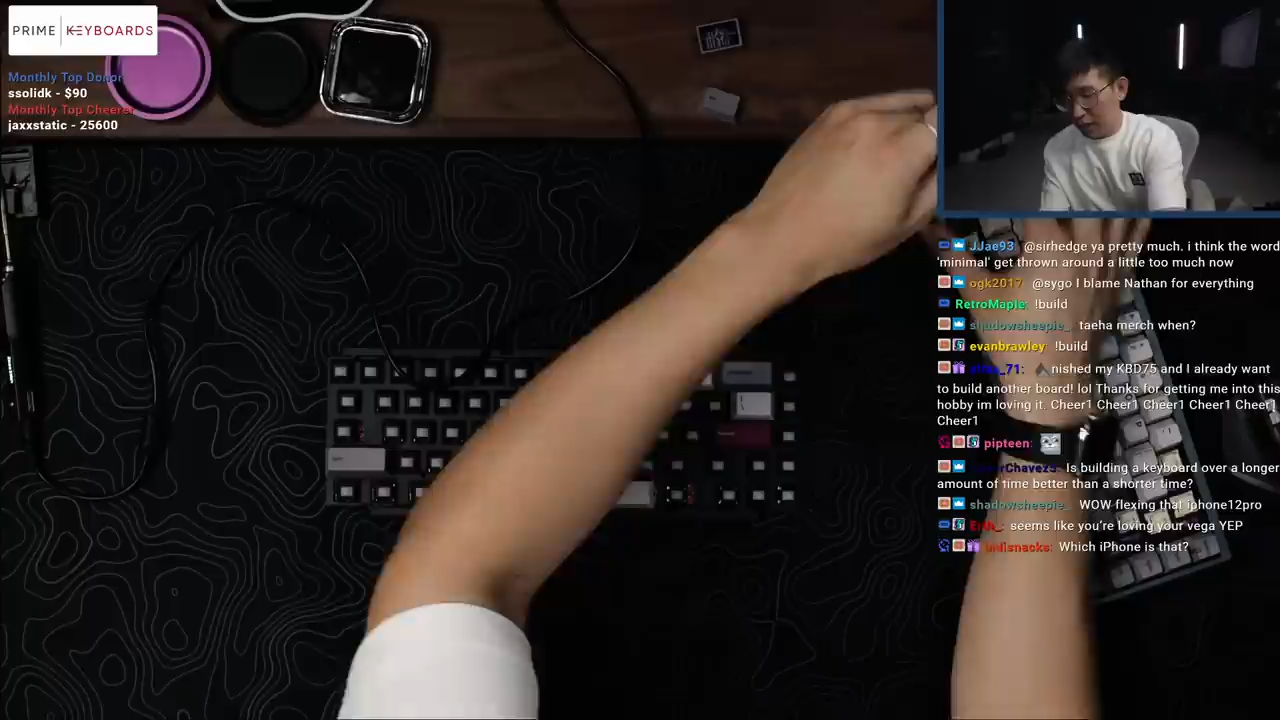 PRIME KEYBOARDS
Monthly Top Donor
ssolidk - $90
Monthly Top Cheerer
jaxxstatic - 25600
JJae93 @sirhedge ya pretty much. i think the word
'minimal' get thrown around a little too much now
ogk2017 @sygo I blame Nathan for everything
RetroMaple: !build
shadowsheepie_ taeha merch when?
evanbrawley: !build
_71: nished my KBD75 and I already want
to build another board! lol Thanks for getting me into this
hobby im loving it. Cheer1 Cheer1 Cheer1 Cheer1 Cheer1
Cheer1
pipteen:
Is building a keyboard over a longer
amount of time better than a shorter time?
shadowsheepie_ WOW flexing that iphone12pro
seems like you're loving your vega YEP
Which iPhone is that?